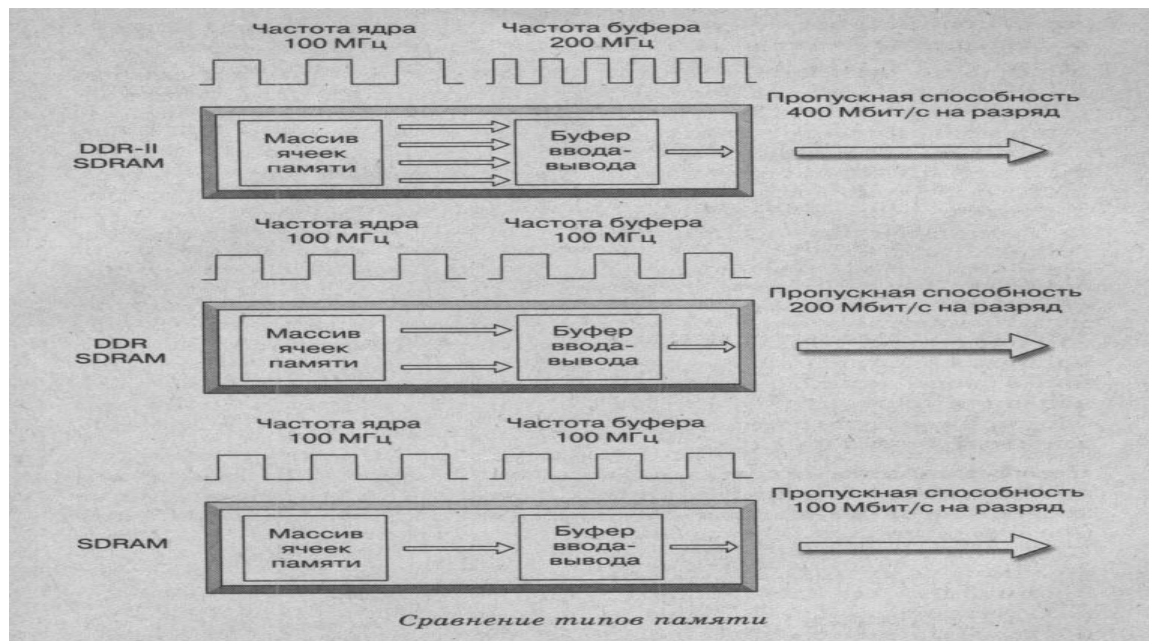 Частота ядра
100 МГц
Частота буфера
200 МГц
DDR-II
SDRAM
Массив
ячеек
памяти
Буфер
ввода-
вывода
Пропускная способность
400 Мбит/с на разряд
Частота ядра
100 МГц
Частота буфера
100 МГц
DDR
SDRAM
Массив
ячеек
памяти
Буфер
ввода-
вывода
Пропускная способность
200 Мбит/с на разряд
Частота ядра
100 МГц
Частота буфера
100 МГц
SDRAM
Массив
ячеек
памяти
Буфер
ввода-
вывода
Пропускная способность
100 Мбит/с на разряд
Сравнение типов памяти